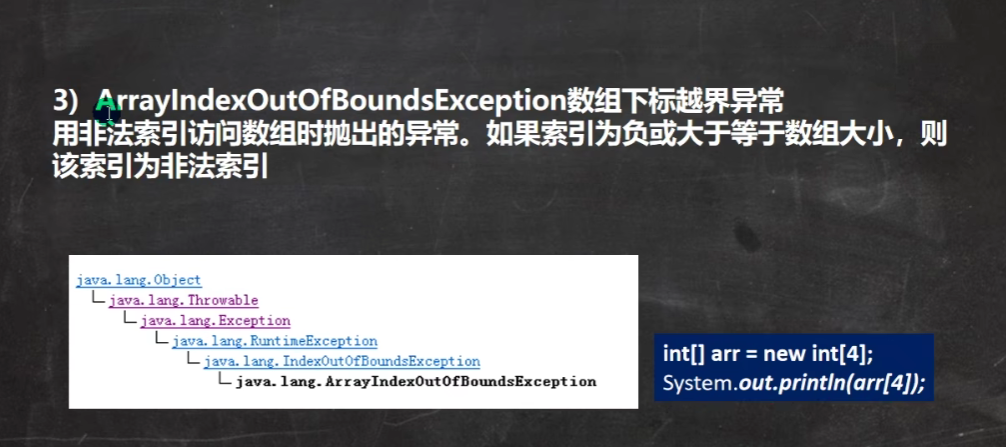 3) ArrayIndexOutOfBoundsException数组下标越界异常
用非法索引访问数组时抛出的异常。如果索引为负或大于等于数组大小，则
该索引为非法索引
java.lang.Object
java.lang.Throwable
java.lang.Exception
java.lang.RuntimeException
java.lang.IndexOutOfBoundsException
java.lang.ArrayIndexOutOfBoundsException
int[] arr = new int[4];
System.out.println(arr[4]);